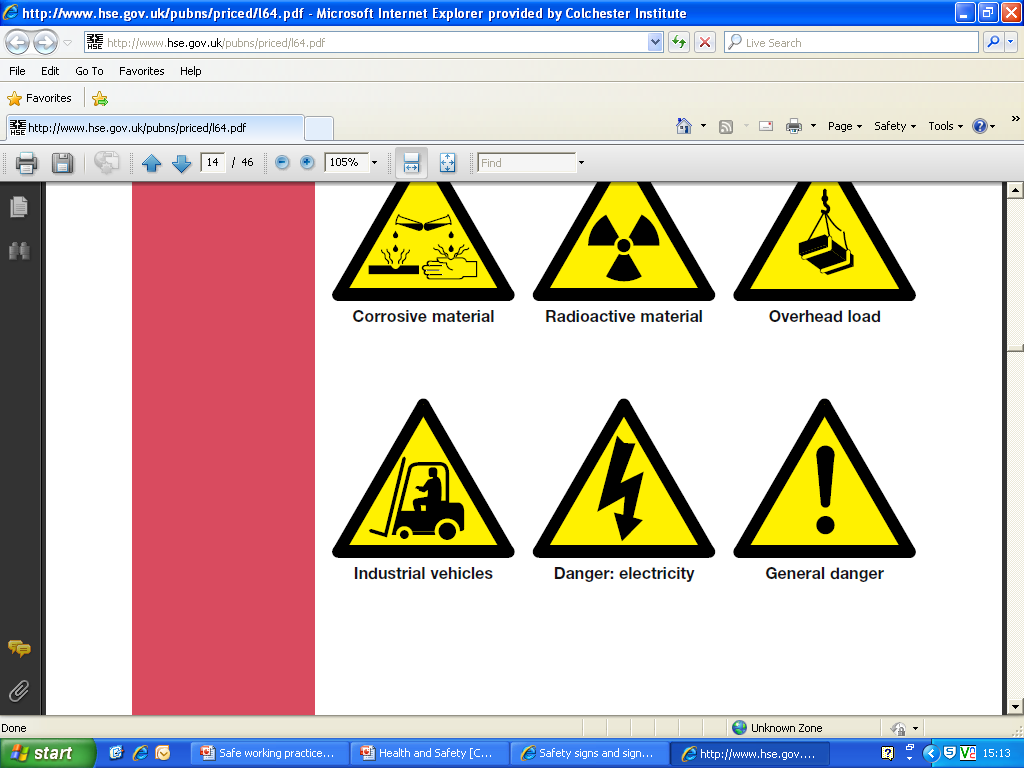 http://www.hse.gov.uk/pubns/priced/l64.pdf - Microsoft Internet Explorer provided by Colchester Institute
http://www.hse.gov.uk/pubns/priced/l64.pdf
Live Search
File Edit Go To Favorites Help
Favorites
http://www.hse.gov.uk/pubns/priced/l64.pdf
Page Safety Tools
14 / 46 105% Find
Corrosive material Radioactive material Overhead load
Industrial vehicles Danger: electricity General danger
Done Unknown Zone
start Safe working practice... Health and Safety [C... Safety signs and sign... http://www.hse.gov.... 15:13